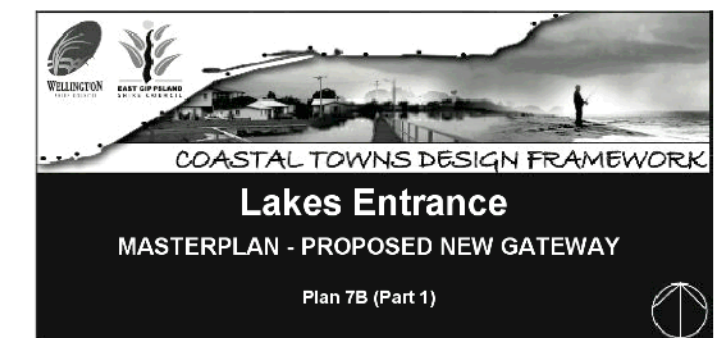 WELLINGTON
EAST GIPPSLAND
SHIRE COUNCIL
COASTAL TOWNS DESIGN FRAMEWORK
Lakes Entrance
MASTERPLAN - PROPOSED NEW GATEWAY
Plan 7B (Part 1)